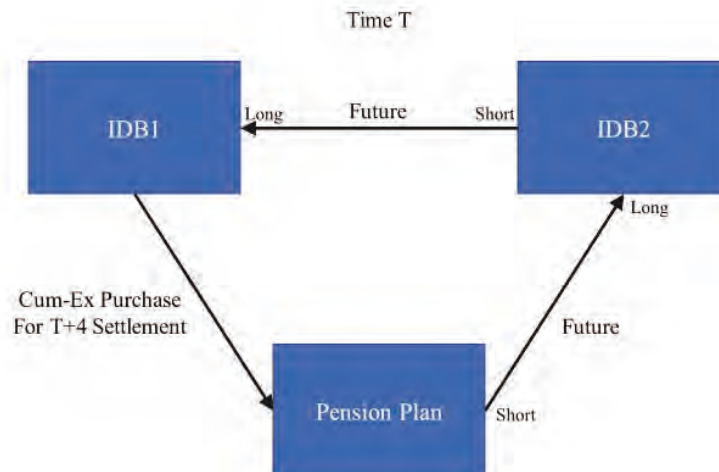 Time T
IDB1
Long
Future
Short
IDB2
Long
Cum-Ex Purchase
For T+4 Settlement
Future
Pension Plan
Short